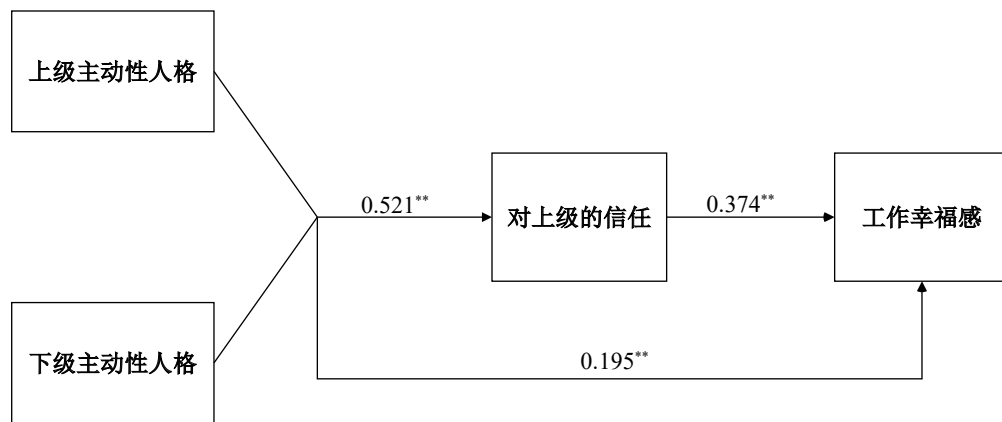 上级主动性人格
0.521**
对上级的信任
0.374**
工作幸福感
下级主动性人格
0.195**